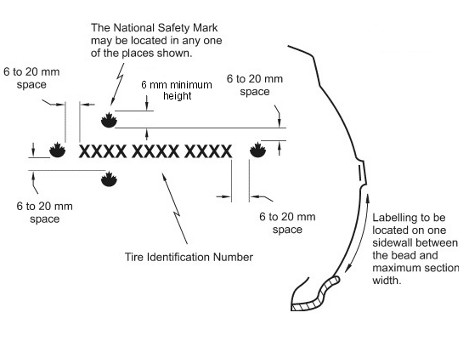 The National Safety Mark
may be located in any one
of the places shown.
6 to 20 mm
space
6 mm minimum
height
6 to 20 mm
space
XXXX XXXX XXXX
6 to 20 mm
space
6 to 20 mm
space
Tire Identification Number
Labelling to be
located on one
sidewall between
the bead and
maximum section
width.